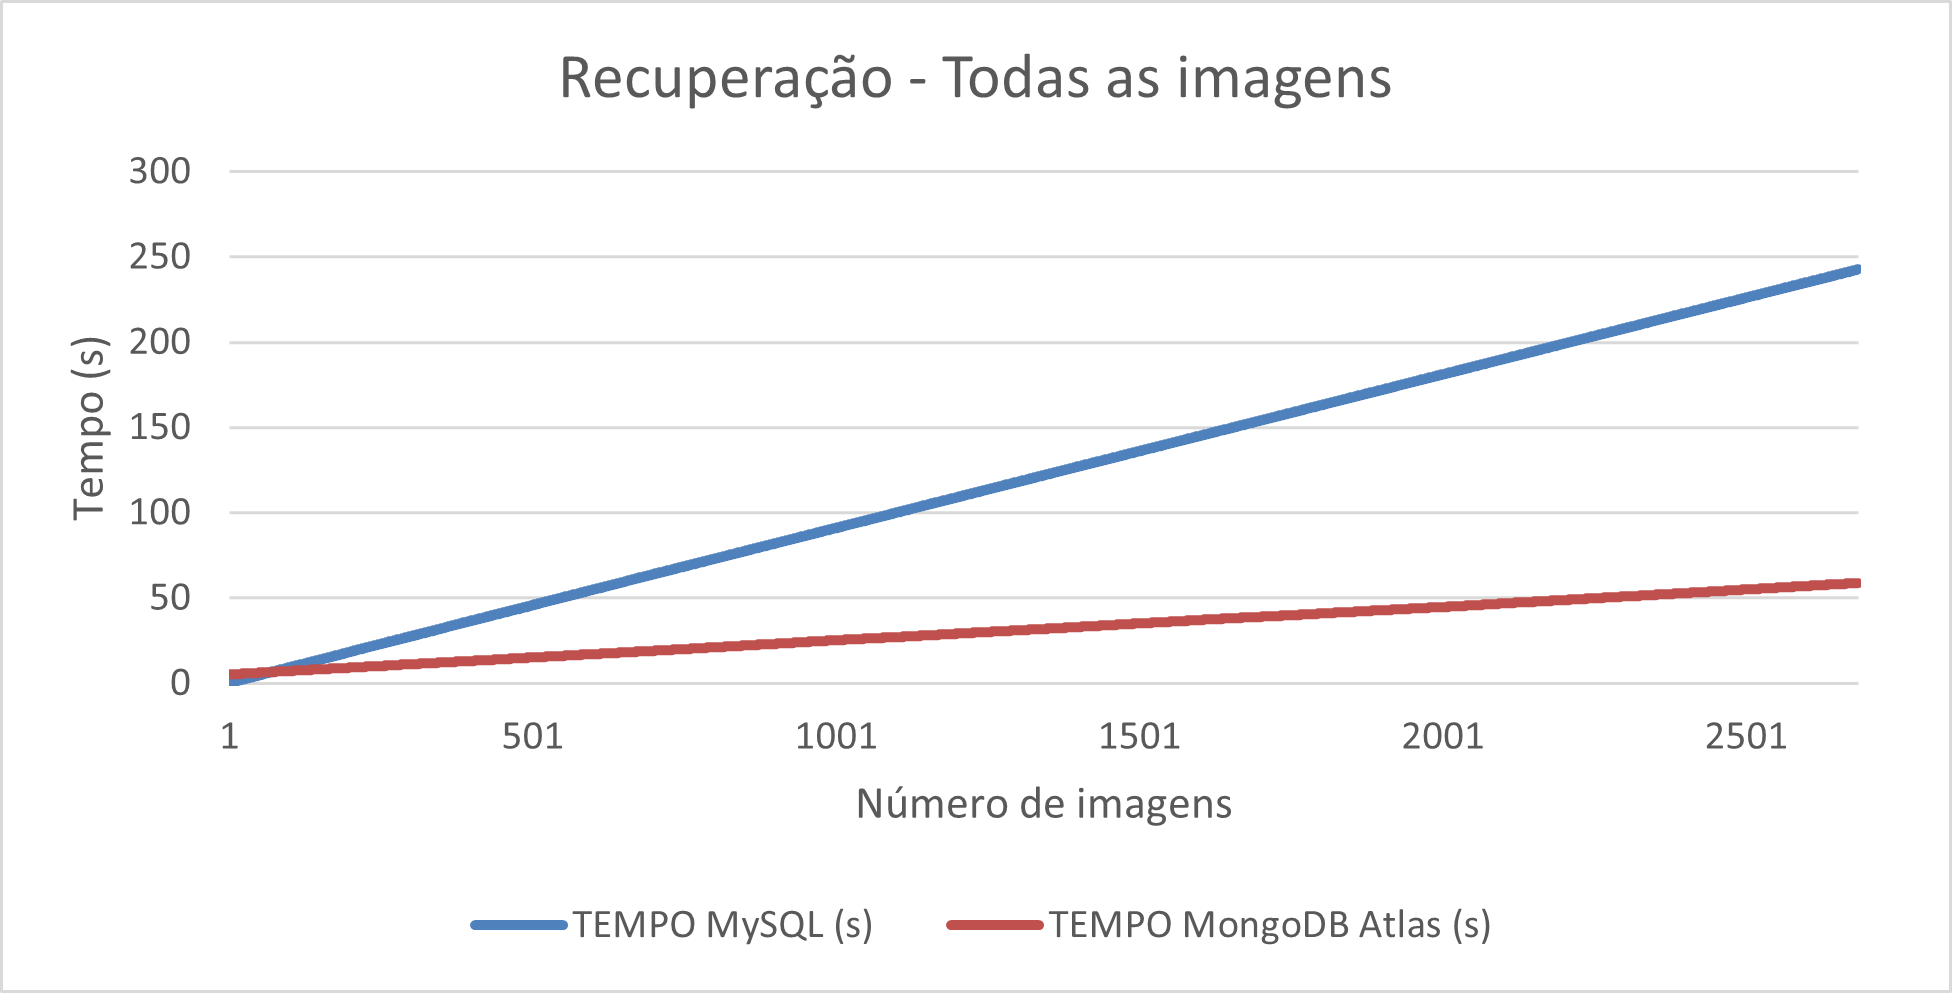 Recuperação - Todas as imagens
300
250
200
150
100
50
0
Tempo (s)
1 501 1001 1501 2001 2501
Número de imagens
TEMPO MySQL (s) TEMPO MongoDB Atlas (s)